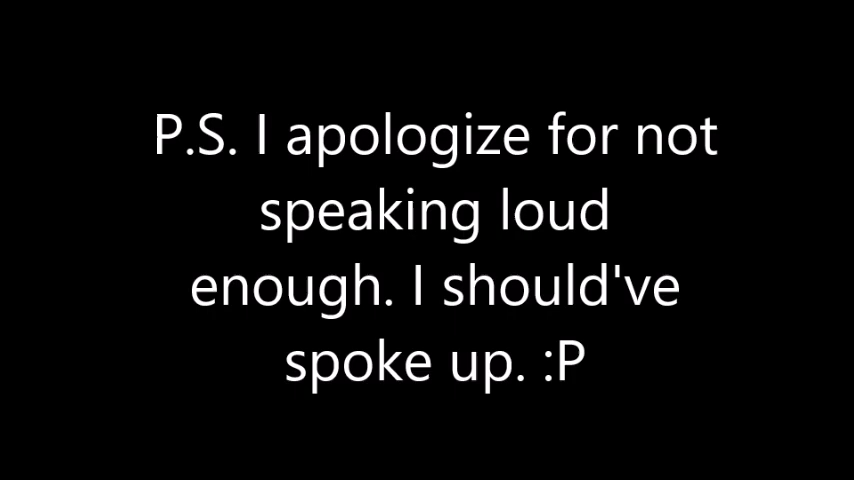 P.S. I apologize for not
speaking loud
enough. I should've
spoke up. :P